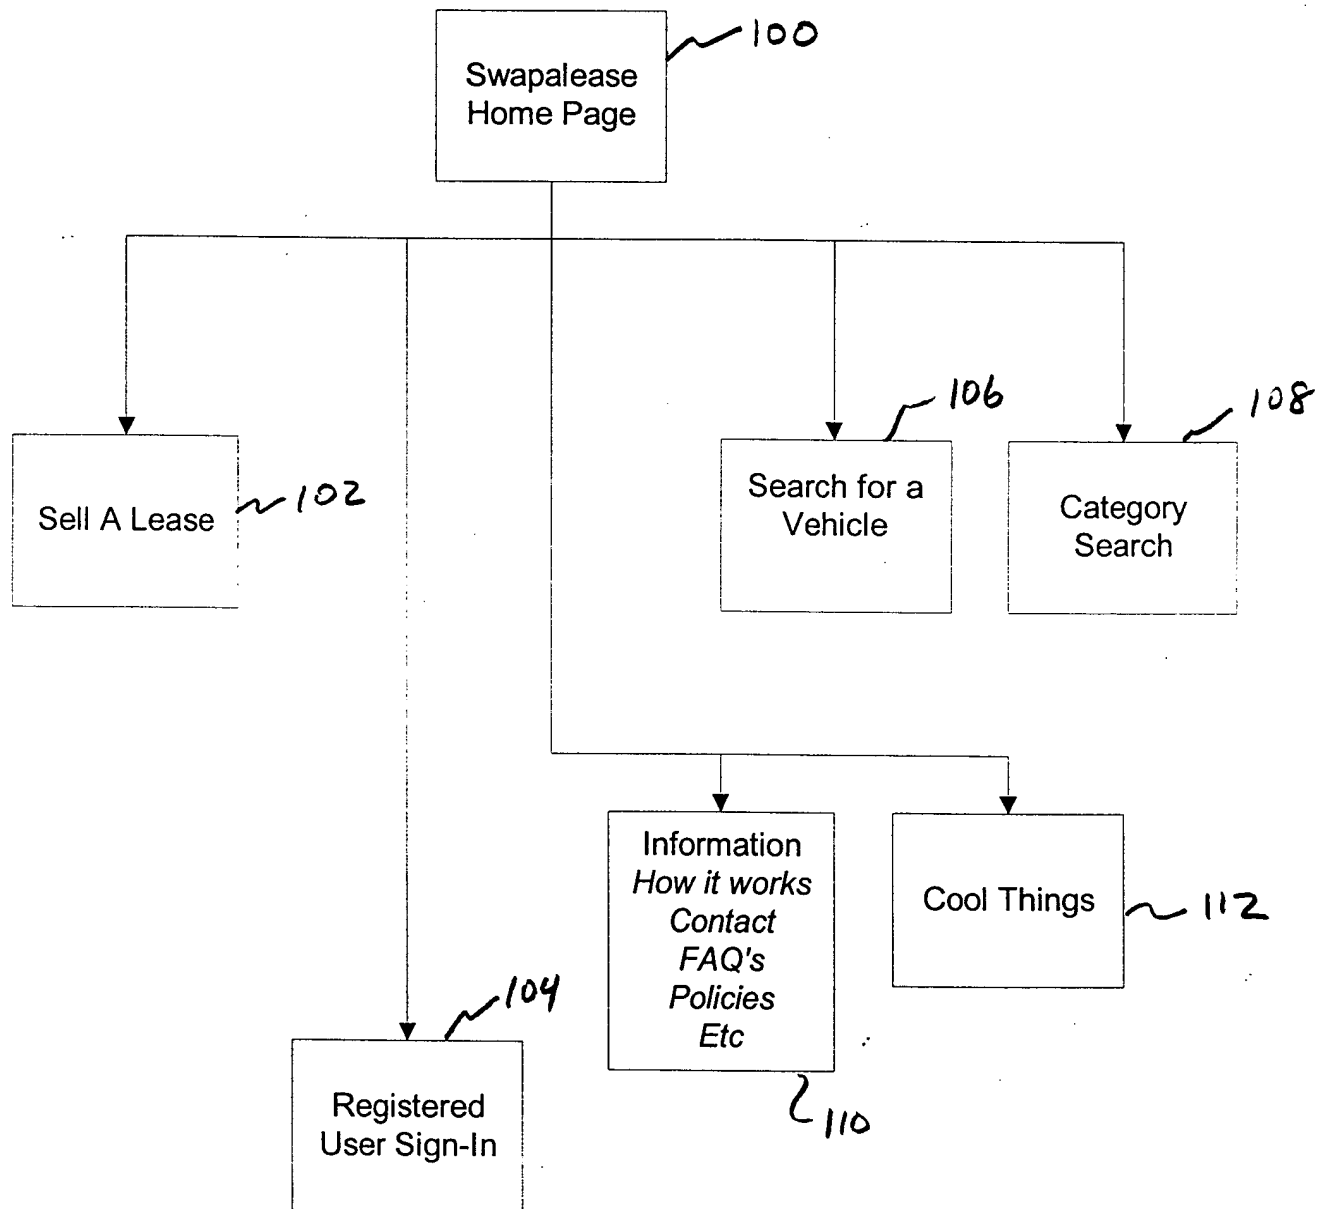 100
Swapalease
Home Page
106
108
Sell A Lease
102
Search for a
Vehicle
Category
Search
Information
How it works
Contact
FAQ's
Policies
Etc
Cool Things
112
104
110
Registered
User Sign-In